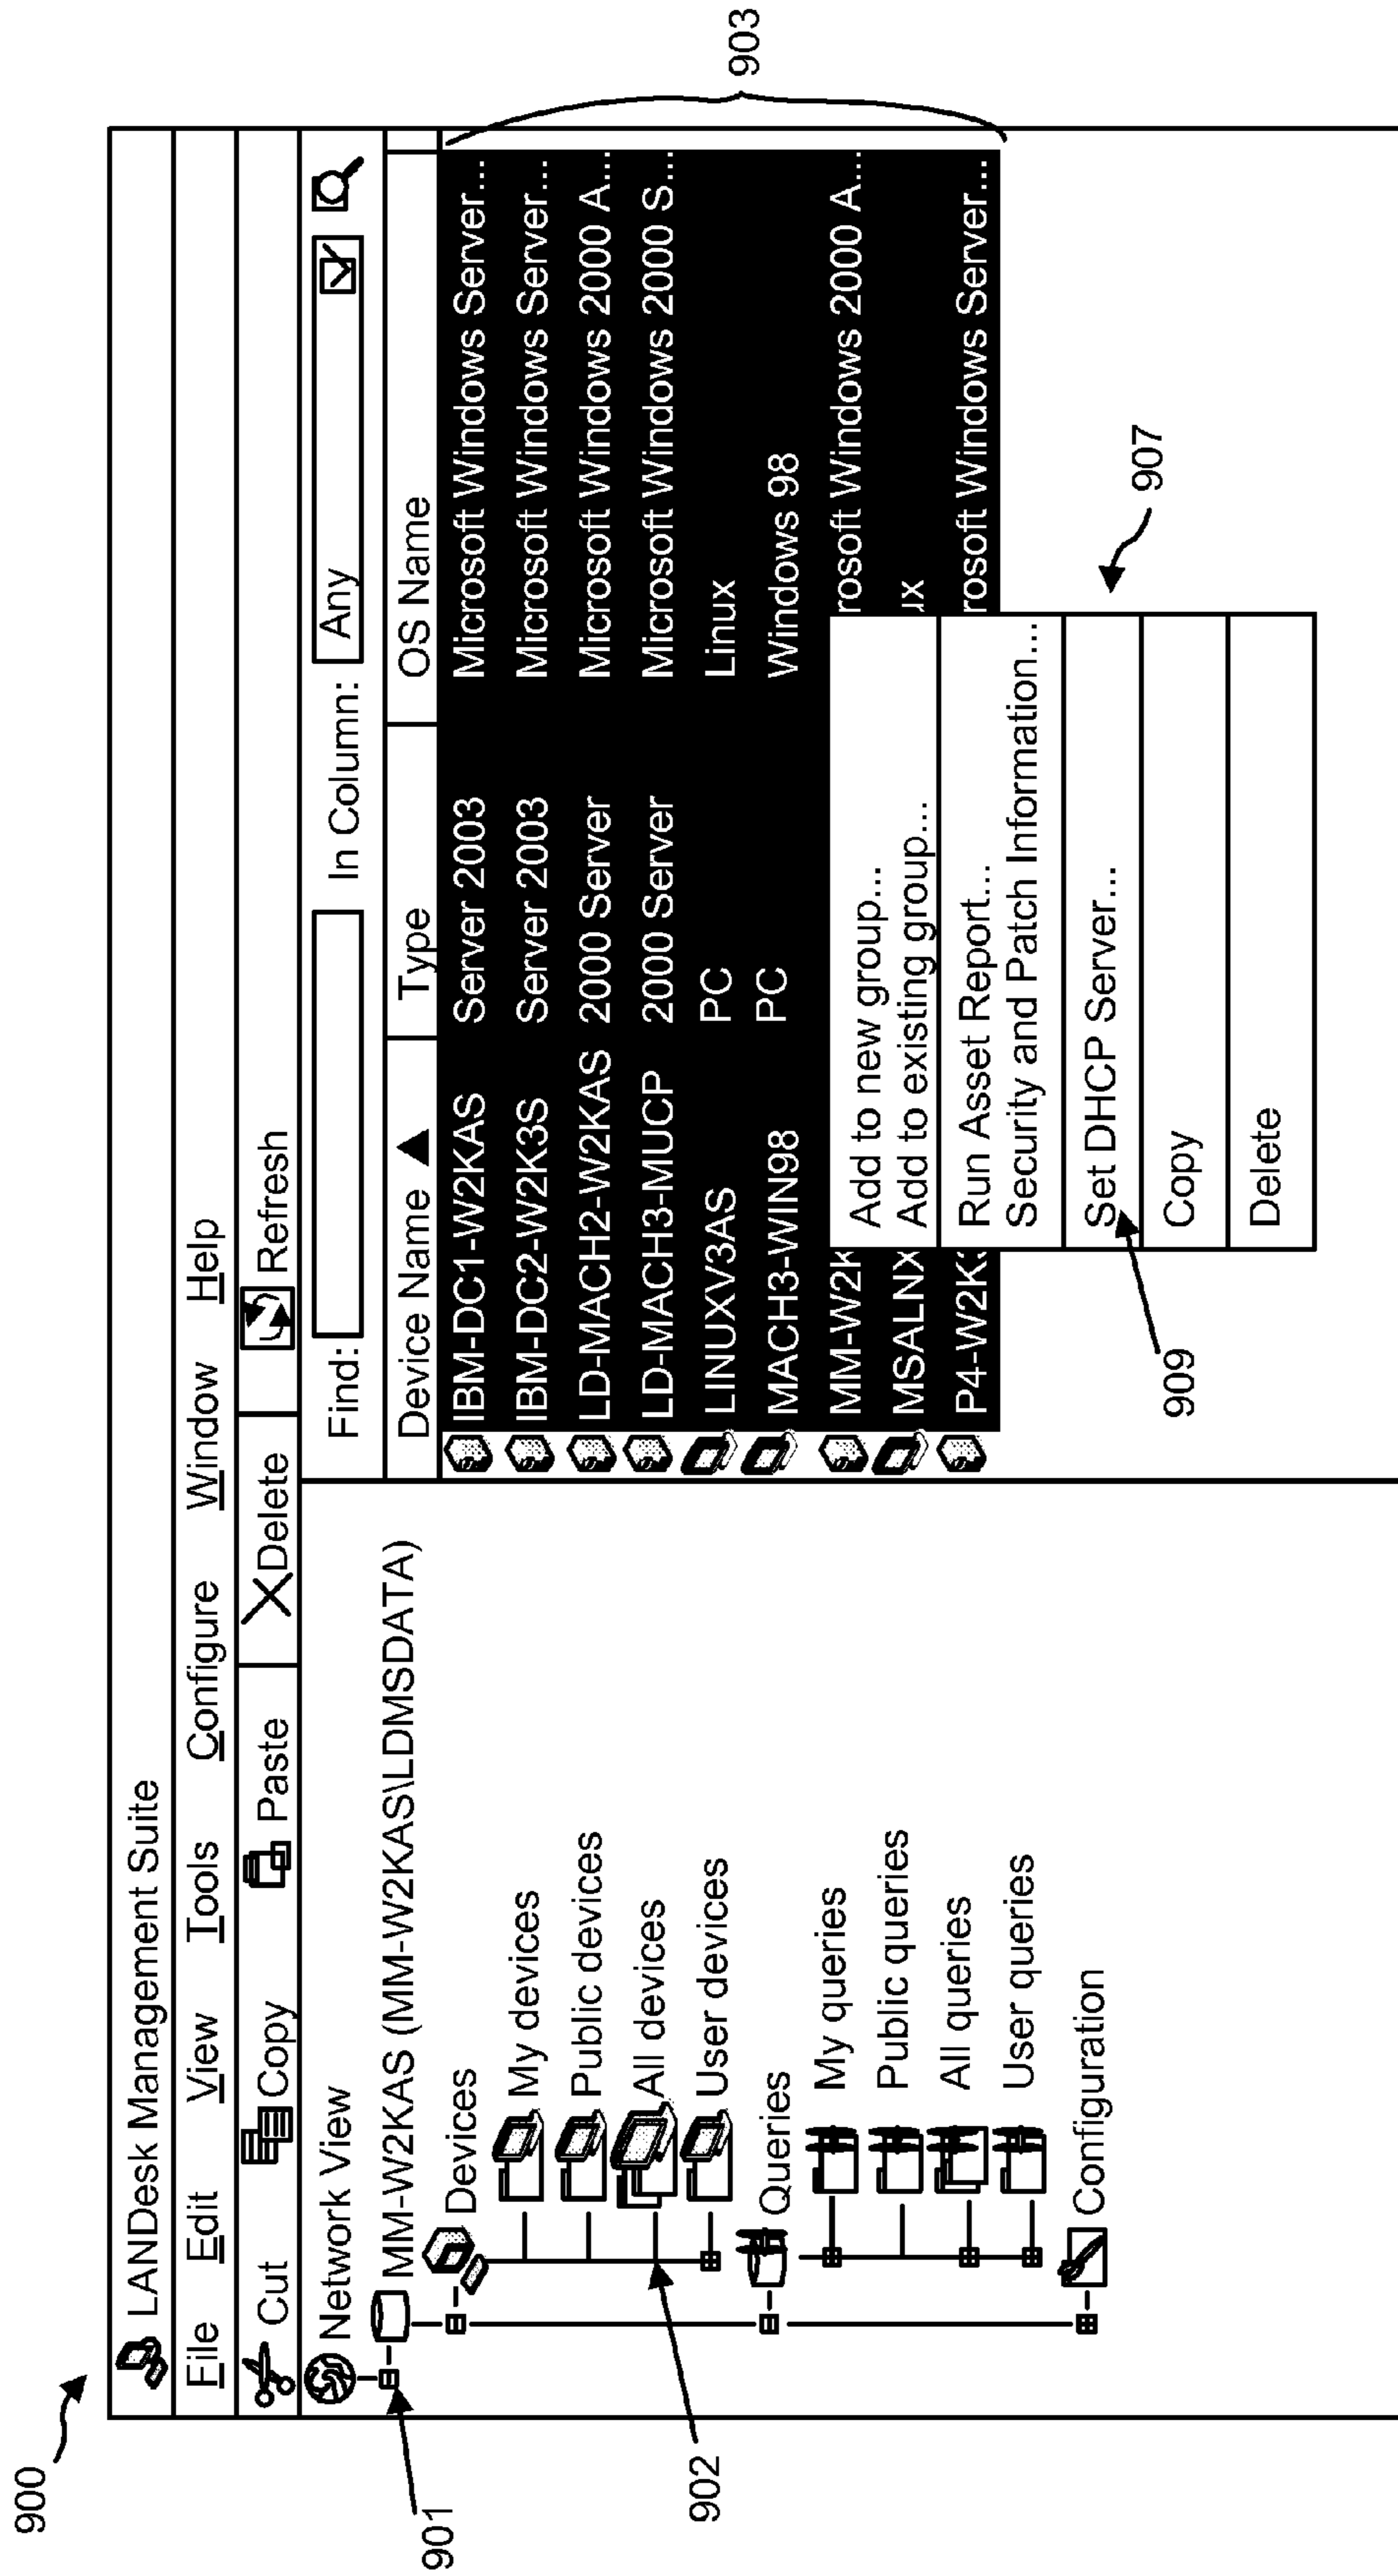 900
LANDesk Management Suite
File Edit View Tools Configure Window Help
Cut Copy Paste Delete Refresh
Network View
Find: In Column: Any
MM-W2KAS (MM-W2KAS\LDMSDATA)
901
Devices
My devices
Public devices
All devices
User devices
902
Queries
My queries
Public queries
All queries
User queries
Configuration
Device Name Type OS Name
IBM-DC1-W2KAS Server 2003 Microsoft Windows Server...
IBM-DC2-W2K3S Server 2003 Microsoft Windows Server...
LD-MACH2-W2KAS 2000 Server Microsoft Windows 2000 A...
LD-MACH3-MUCP 2000 Server Microsoft Windows 2000 S...
LINUXV3AS PC Linux
MACH3-WIN98 PC Windows 98
MM-W2K rosoft Windows 2000 A...
MSALNX ux
P4-W2K3 rosoft Windows Server...
903
Add to new group...
Add to existing group...
Run Asset Report...
Security and Patch Information...
Set DHCP Server...
Copy
Delete
907
909